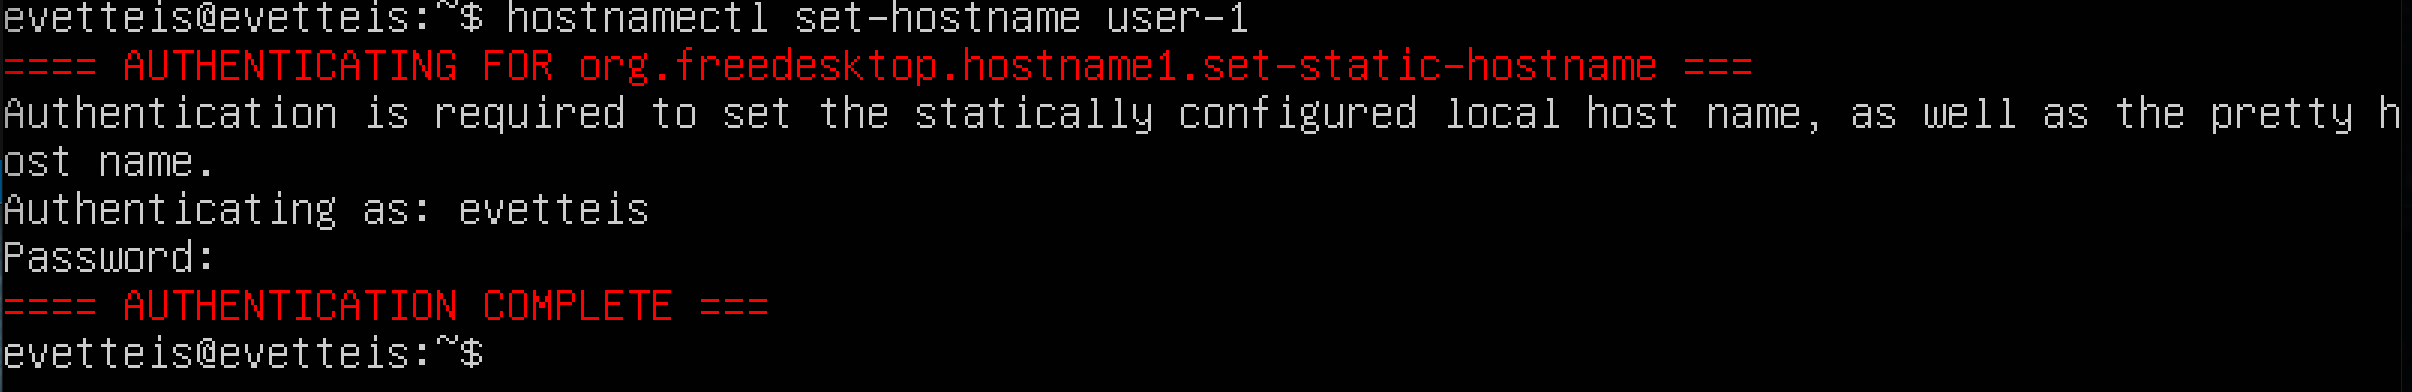 evetteis@evetteis:~$ hostnamectl set-hostname user-1
==== AUTHENTICATING FOR org.freedesktop.hostname1.set-static-hostname ===
Authentication is required to set the statically configured local host name, as well as the pretty h
ost name.
Authenticating as: evetteis
Password:
==== AUTHENTICATION COMPLETE ===
evetteis@evetteis:~$